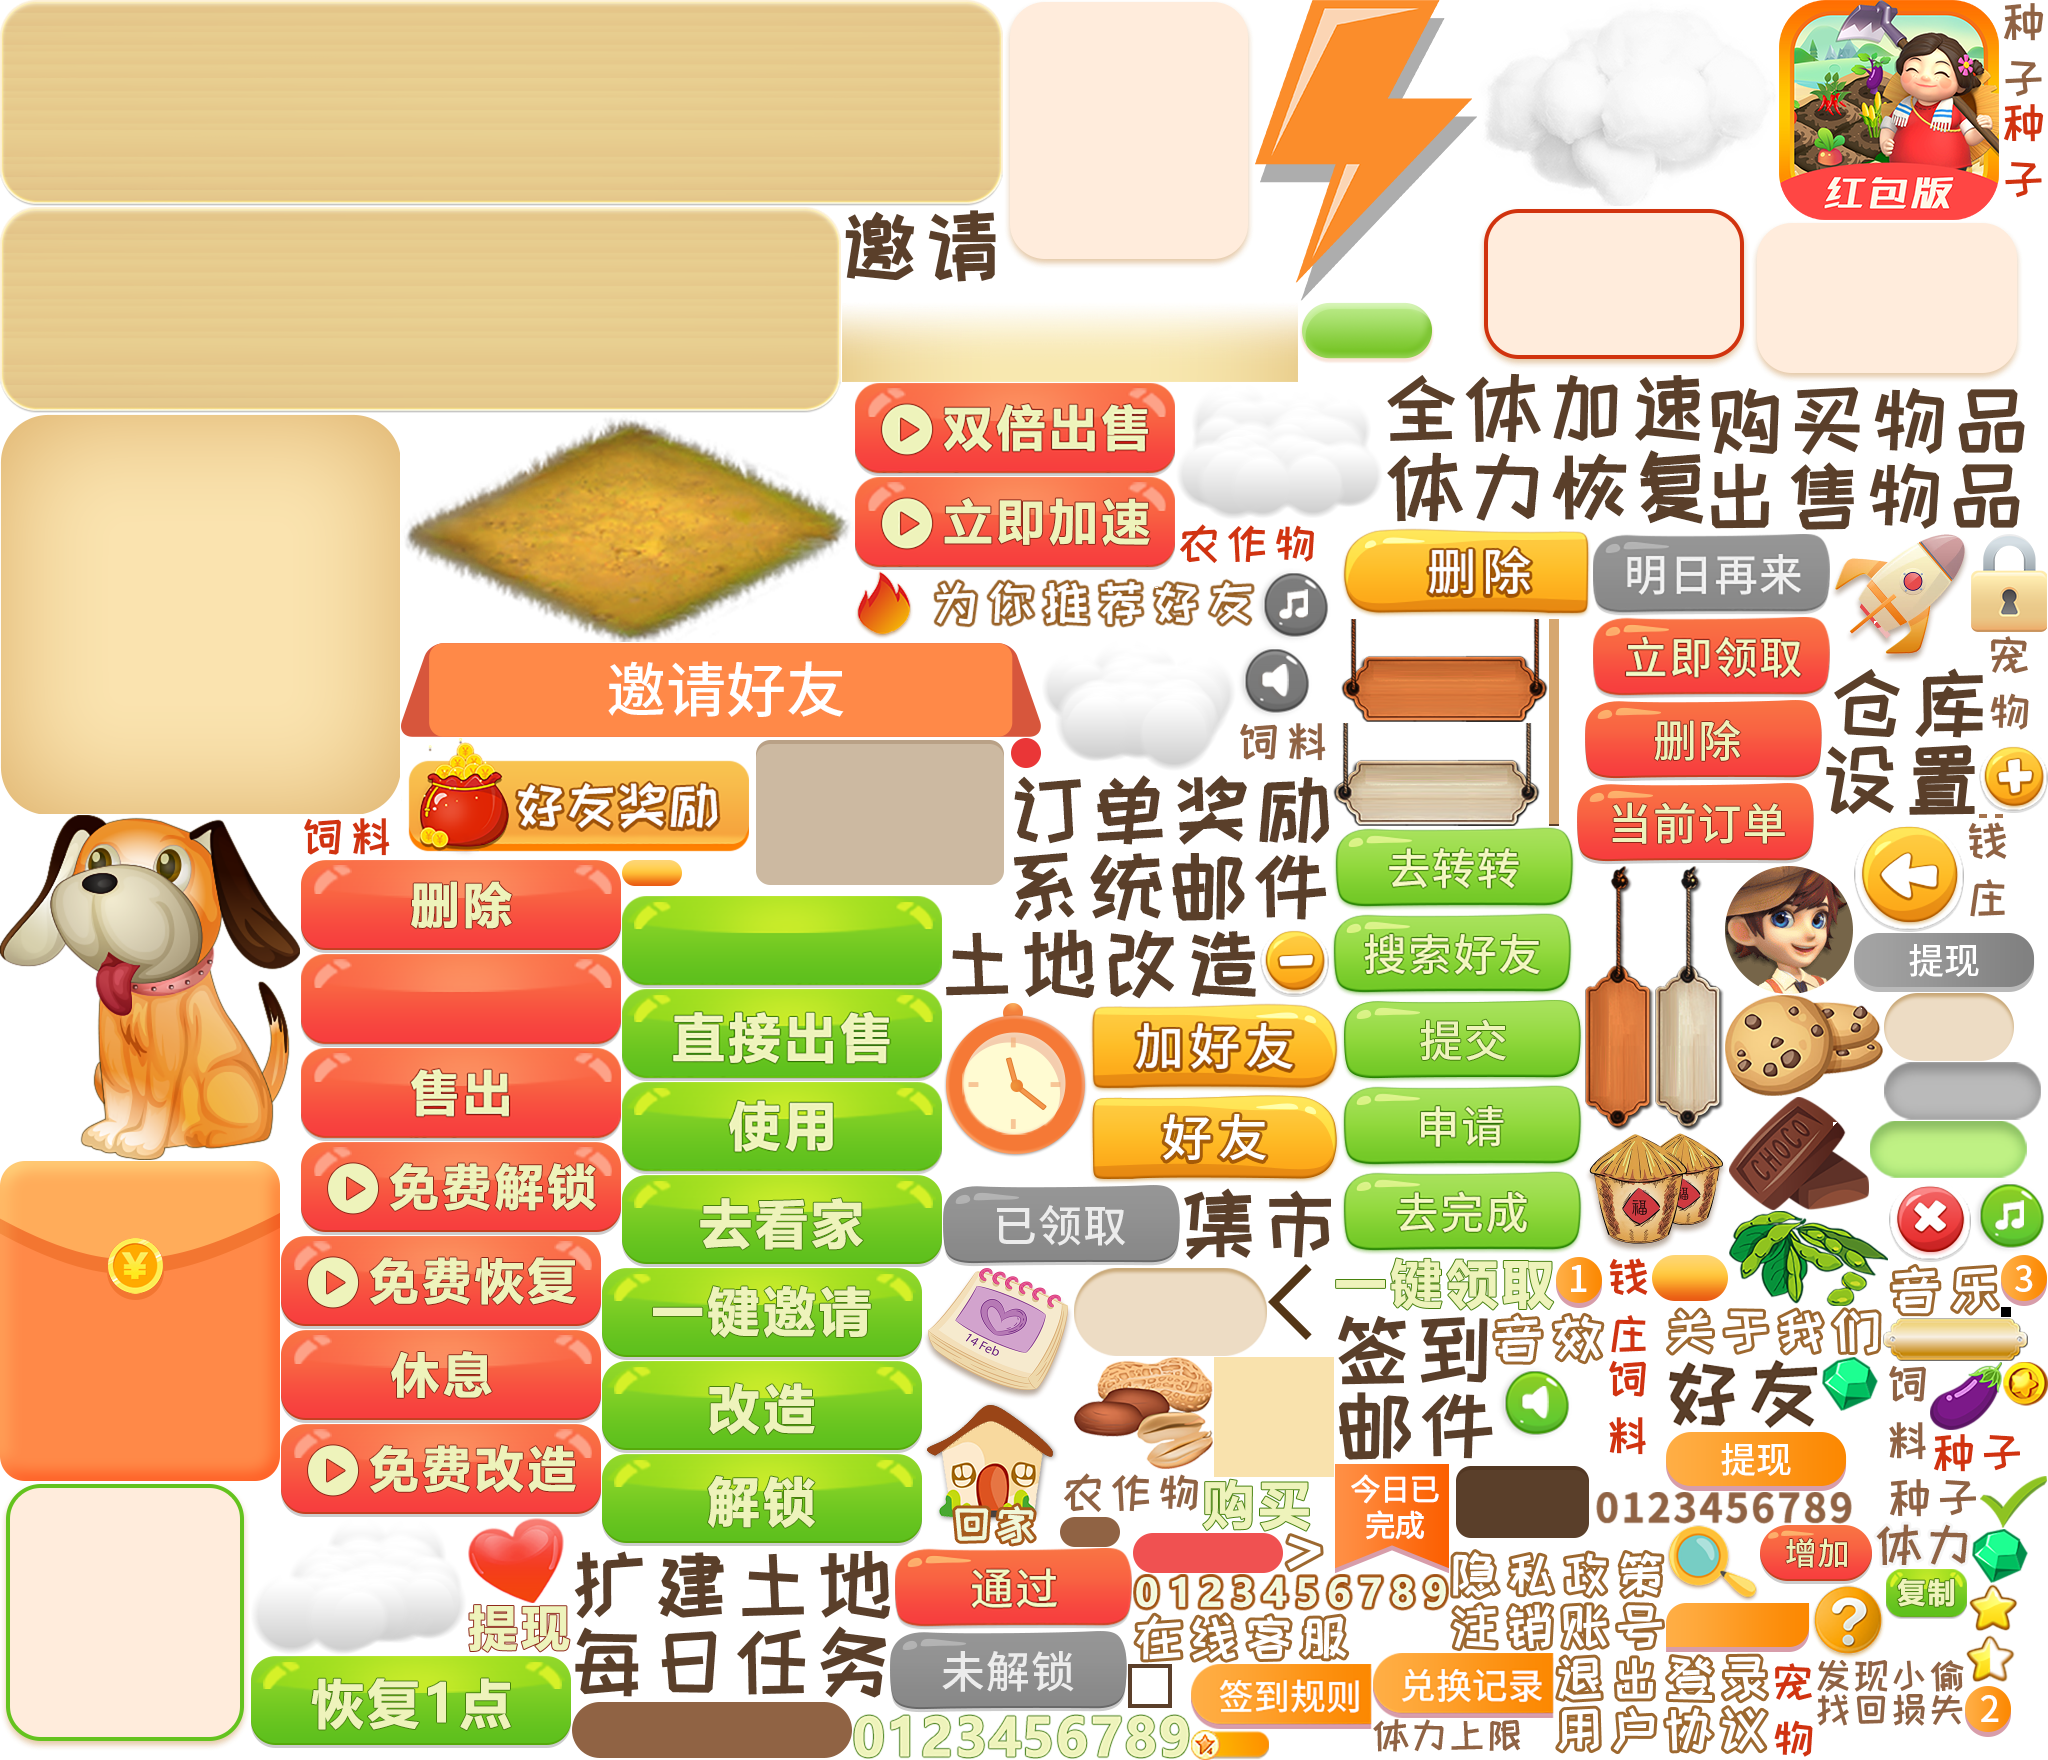 种
子
种
子
红包版
邀请
双倍出售
立即加速
全体加速
购买物品
体力恢复
出售物品
农作物
为你推荐好友
删除
明日再来
立即领取
删除
当前订单
宠
物
仓库
设置
邀请好友
饲料
好友奖励
饲料
订单奖励
系统邮件
土地改造
去转转
搜索好友
提交
申请
去完成
钱
庄
提现
删除
售出
免费解锁
免费恢复
休息
免费改造
直接出售
使用
去看家
一键邀请
改造
解锁
加好友
好友
已领取
集市
CHOCO
福
福
¥
14 Feb
一键领取
1
钱
庄
饲
料
音乐
3
签到
音效
关于我们
邮件
好友
饲
料
种子
提现
回家
农作物
购买
今日已
完成
0123456789
种子
体力
增加
复制
提现
扩建土地
每日任务
通过
未解锁
0123456789
在线客服
隐私政策
注销账号
?
恢复1点
0123456789
签到规则
兑换记录
体力上限
退出登录
用户协议
宠
物
发现小偷
找回损失
2